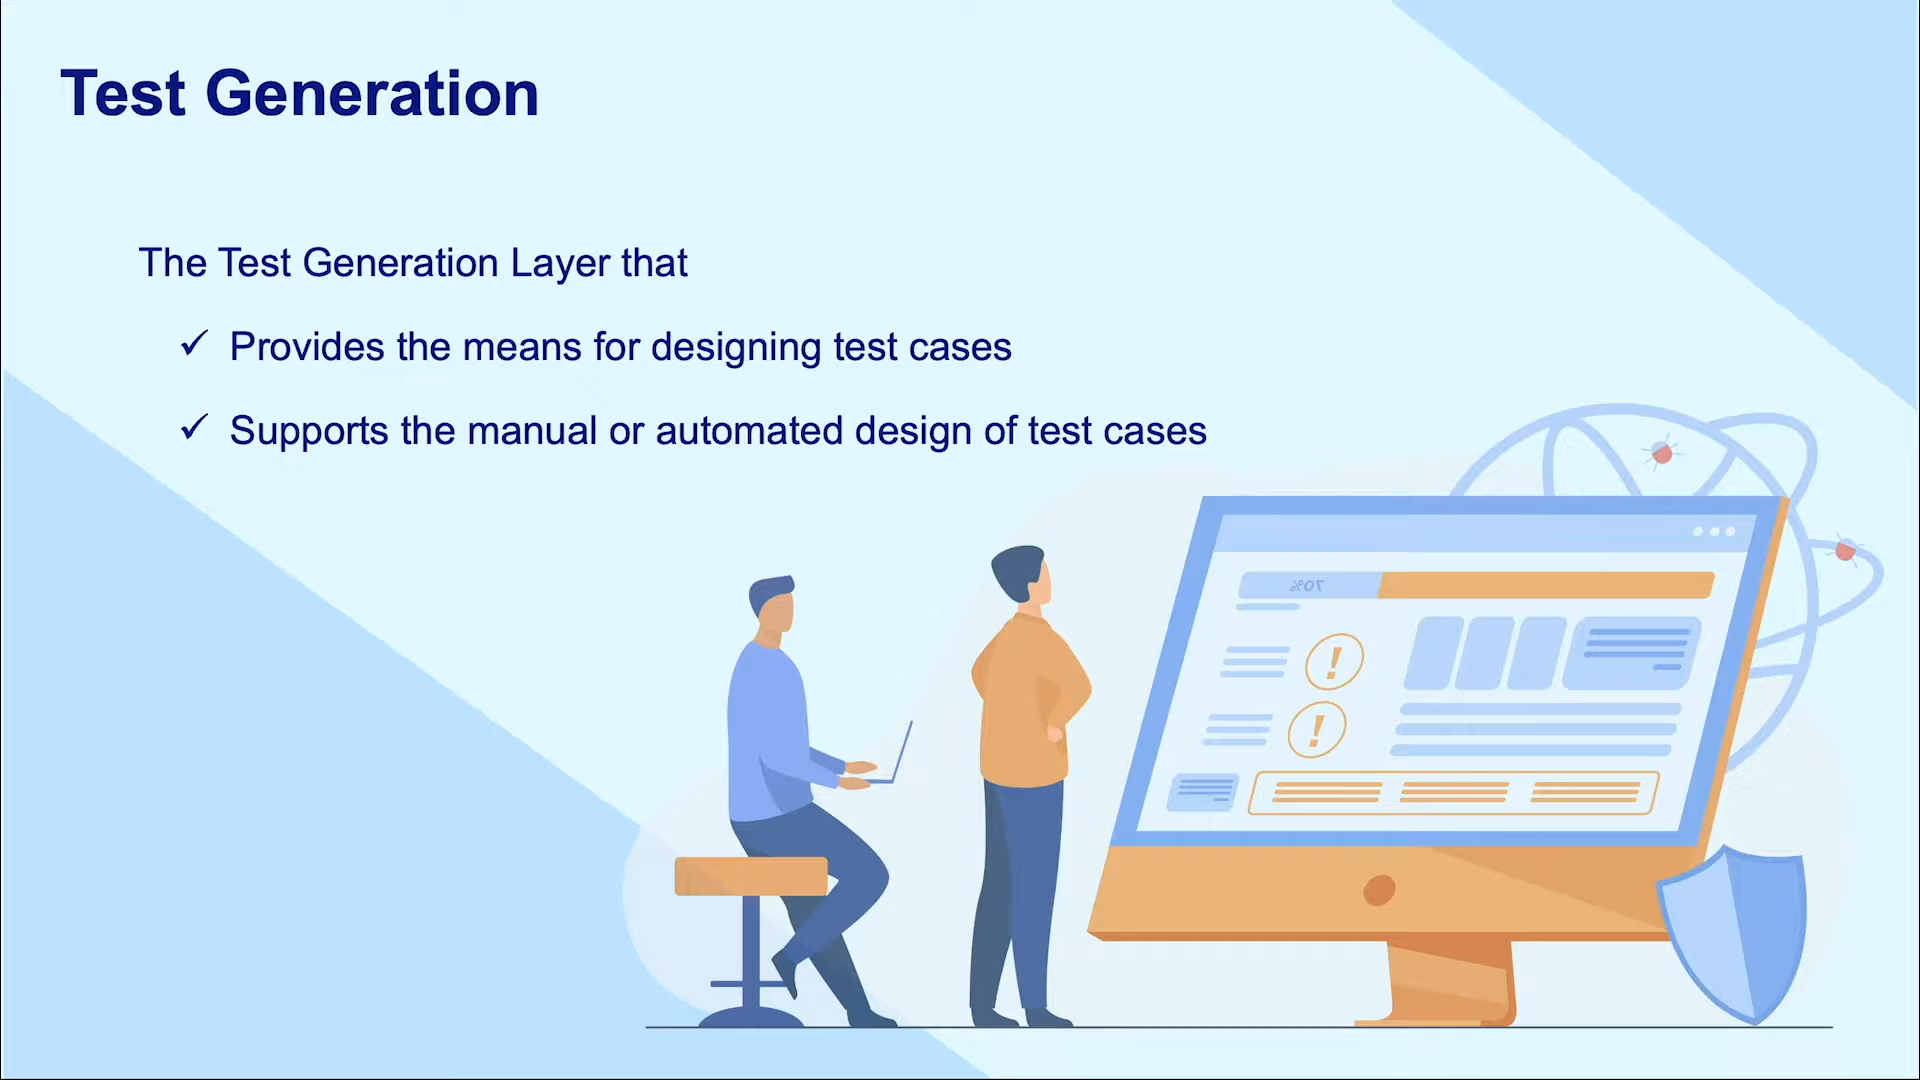 Test Generation
The Test Generation Layer that
✓ Provides the means for designing test cases
✓ Supports the manual or automated design of test cases
70%